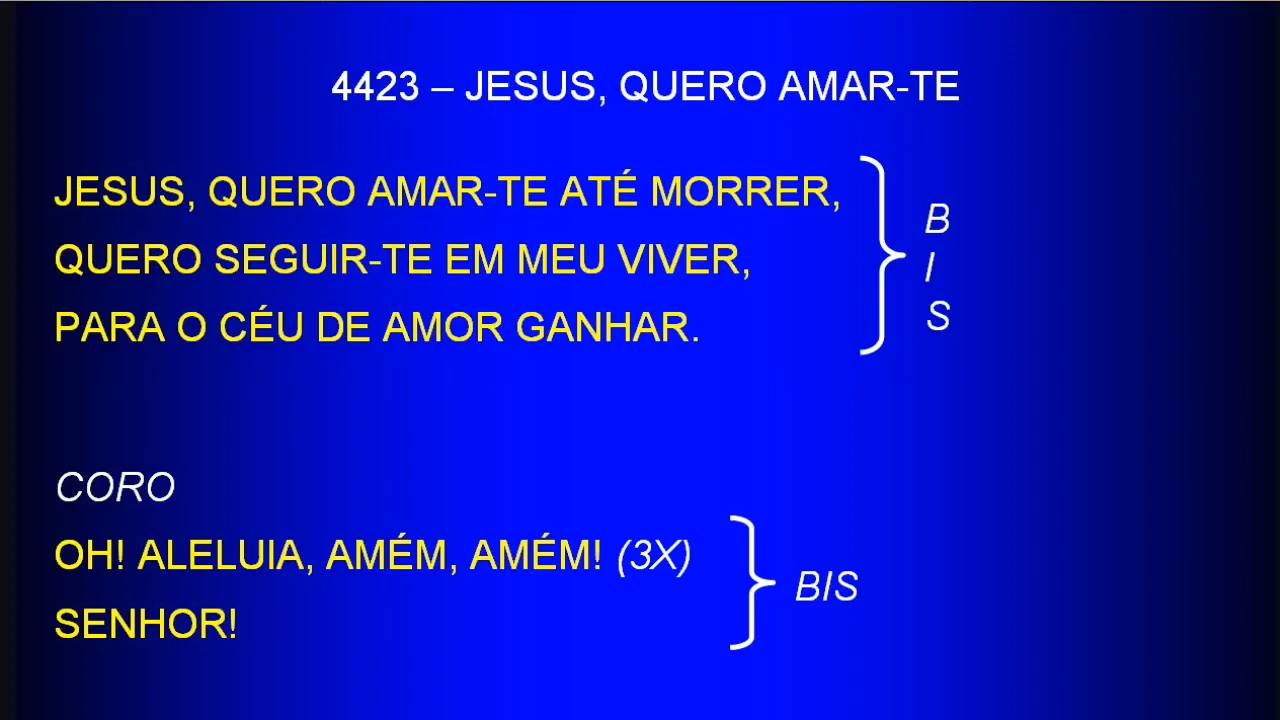 4423 – JESUS, QUERO AMAR-TE
JESUS, QUERO AMAR-TE ATÉ MORRER,
QUERO SEGUIR-TE EM MEU VIVER,
PARA O CÉU DE AMOR GANHAR.
B
I
S
CORO
OH! ALELUIA, AMÉM, AMÉM! (3X)
SENHOR!
BIS